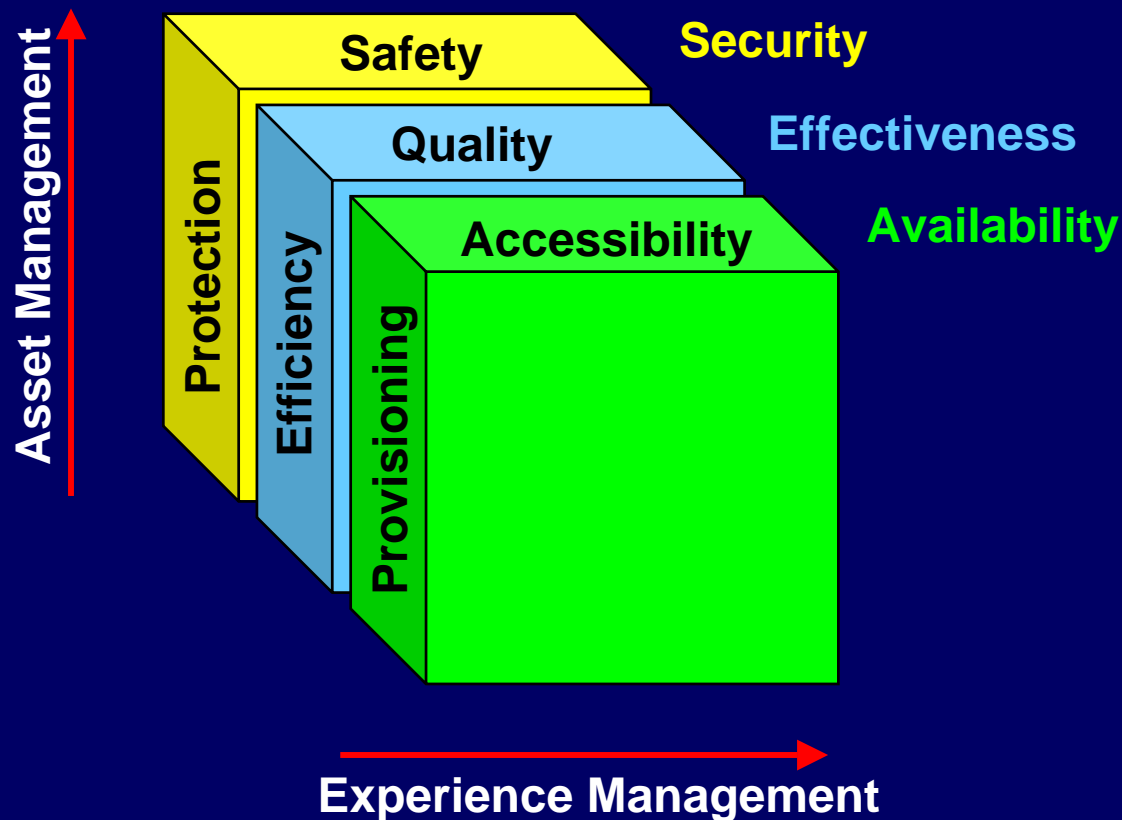 Safety
Security
Quality
Effectiveness
Accessibility
Availability
Protection
Efficiency
Provisioning
Asset Management
Experience Management